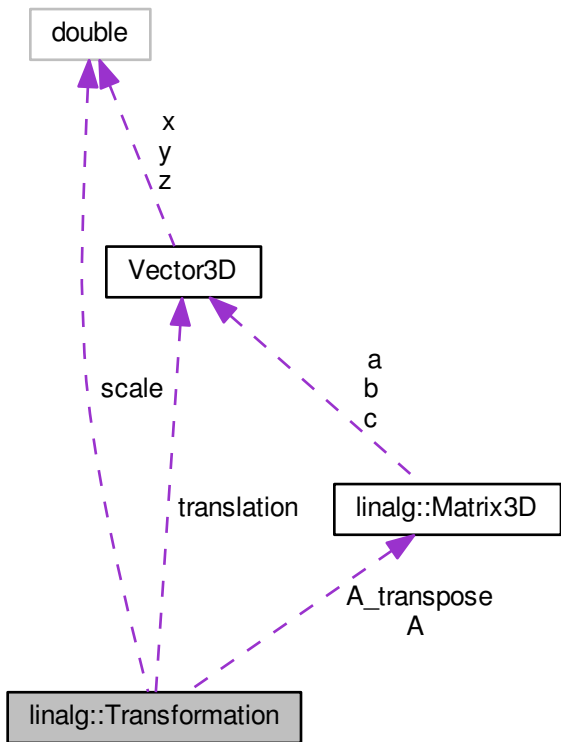 double
x
y
z
Vector3D
a
b
c
scale
translation
linalg::Matrix3D
A_transpose
A
linalg::Transformation